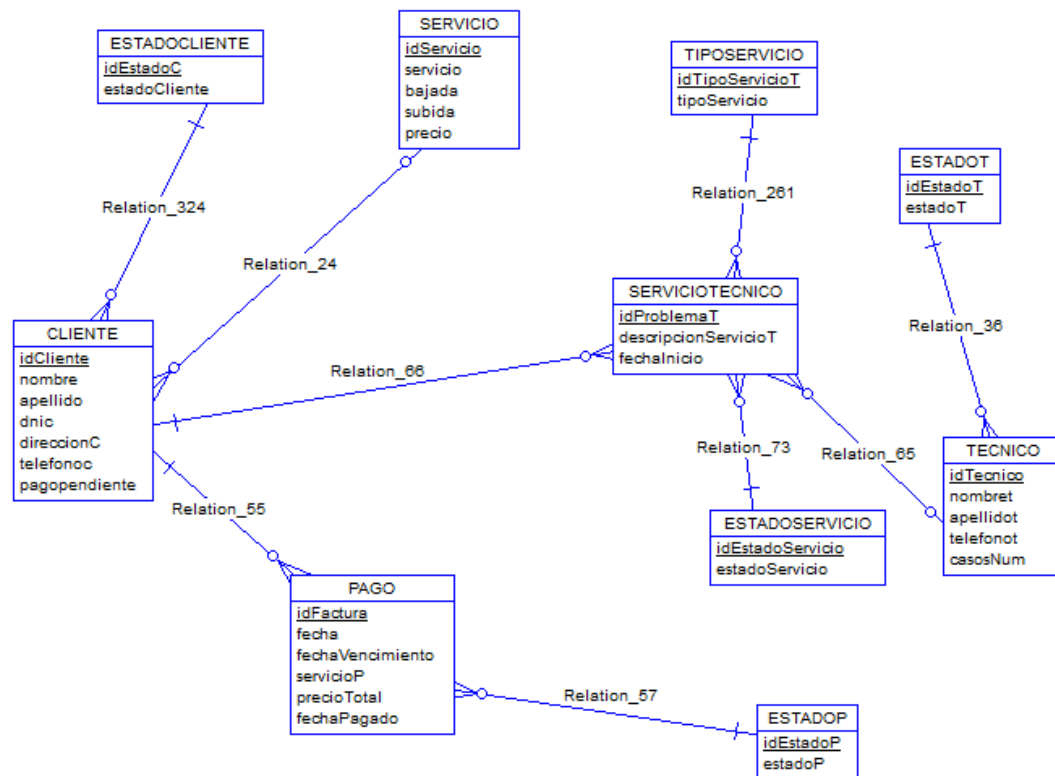 ESTADOCLIENTE
idEstadoC
estadoCliente
SERVICIO
idServicio
servicio
bajada
subida
precio
TIPOSERVICIO
idTipoServicioT
tipoServicio
ESTADOT
idEstadoT
estadoT
Relation_324
Relation_24
Relation_261
Relation_36
CLIENTE
idCliente
nombre
apellido
dnic
direccionC
telefonoc
pagopendiente
Relation_66
SERVICIOTECNICO
idProblemaT
descripcionServicioT
fechaInicio
Relation_73
Relation_65
TECNICO
idTecnico
nombret
apellidot
telefonot
casosNum
Relation_55
ESTADOSERVICIO
idEstadoServicio
estadoServicio
PAGO
idFactura
fecha
fechaVencimiento
servicioP
precioTotal
fechaPagado
Relation_57
ESTADOP
idEstadoP
estadoP